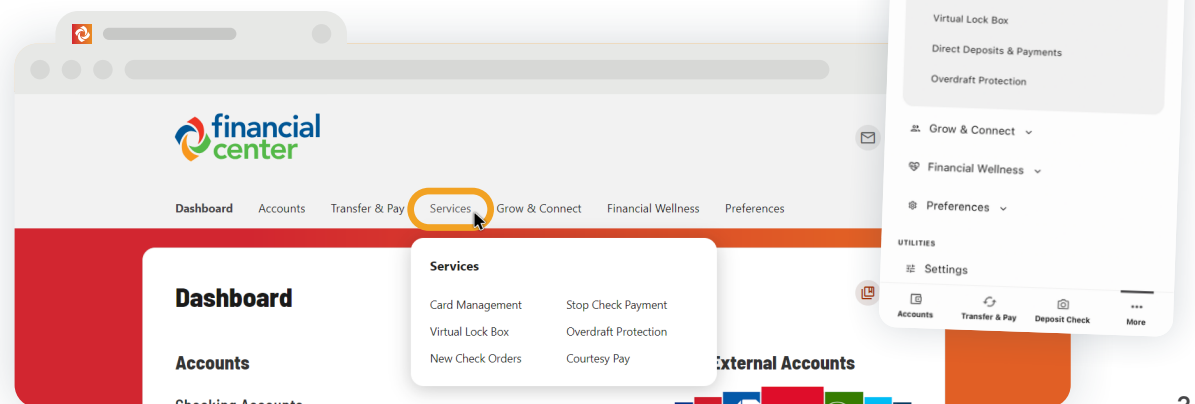 financial
center
Dashboard Accounts Transfer & Pay Services Grow & Connect Financial Wellness Preferences
Services
Card Management Stop Check Payment
Virtual Lock Box Overdraft Protection
New Check Orders Courtesy Pay
Dashboard
Accounts
External Accounts
Checking Accounts
Virtual Lock Box
Direct Deposits & Payments
Overdraft Protection
Grow & Connect
Financial Wellness
Preferences
UTILITIES
Settings
Accounts Transfer & Pay Deposit Check More